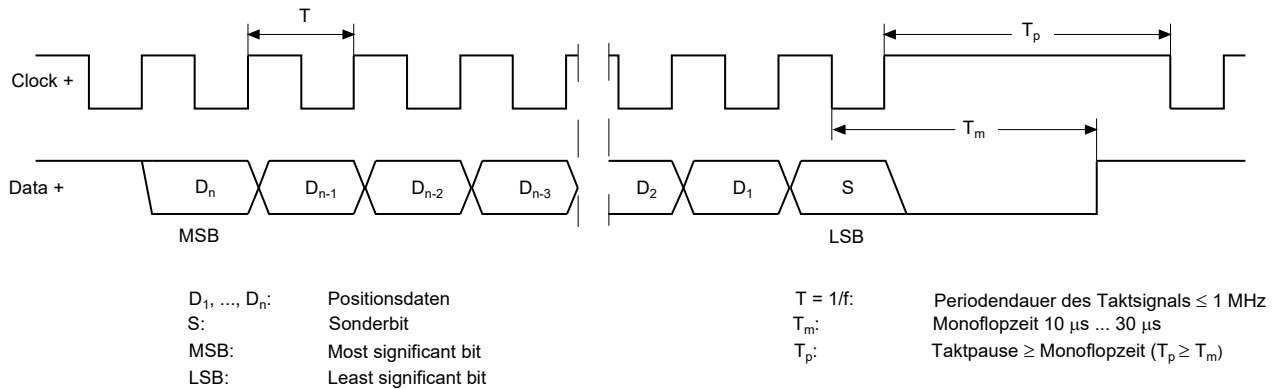 T
Tp
Clock +
Tm
Data +
Dn Dn-1 Dn-2 Dn-3 D2 D1 S
MSB LSB
D1, ..., Dn: Positionsdaten
S: Sonderbit
MSB: Most significant bit
LSB: Least significant bit
T = 1/f: Periodendauer des Taktsignals ≤ 1 MHz
Tm: Monoflopzeit 10 μs ... 30 μs
Tp: Taktpause ≥ Monoflopzeit (Tp ≥ Tm)